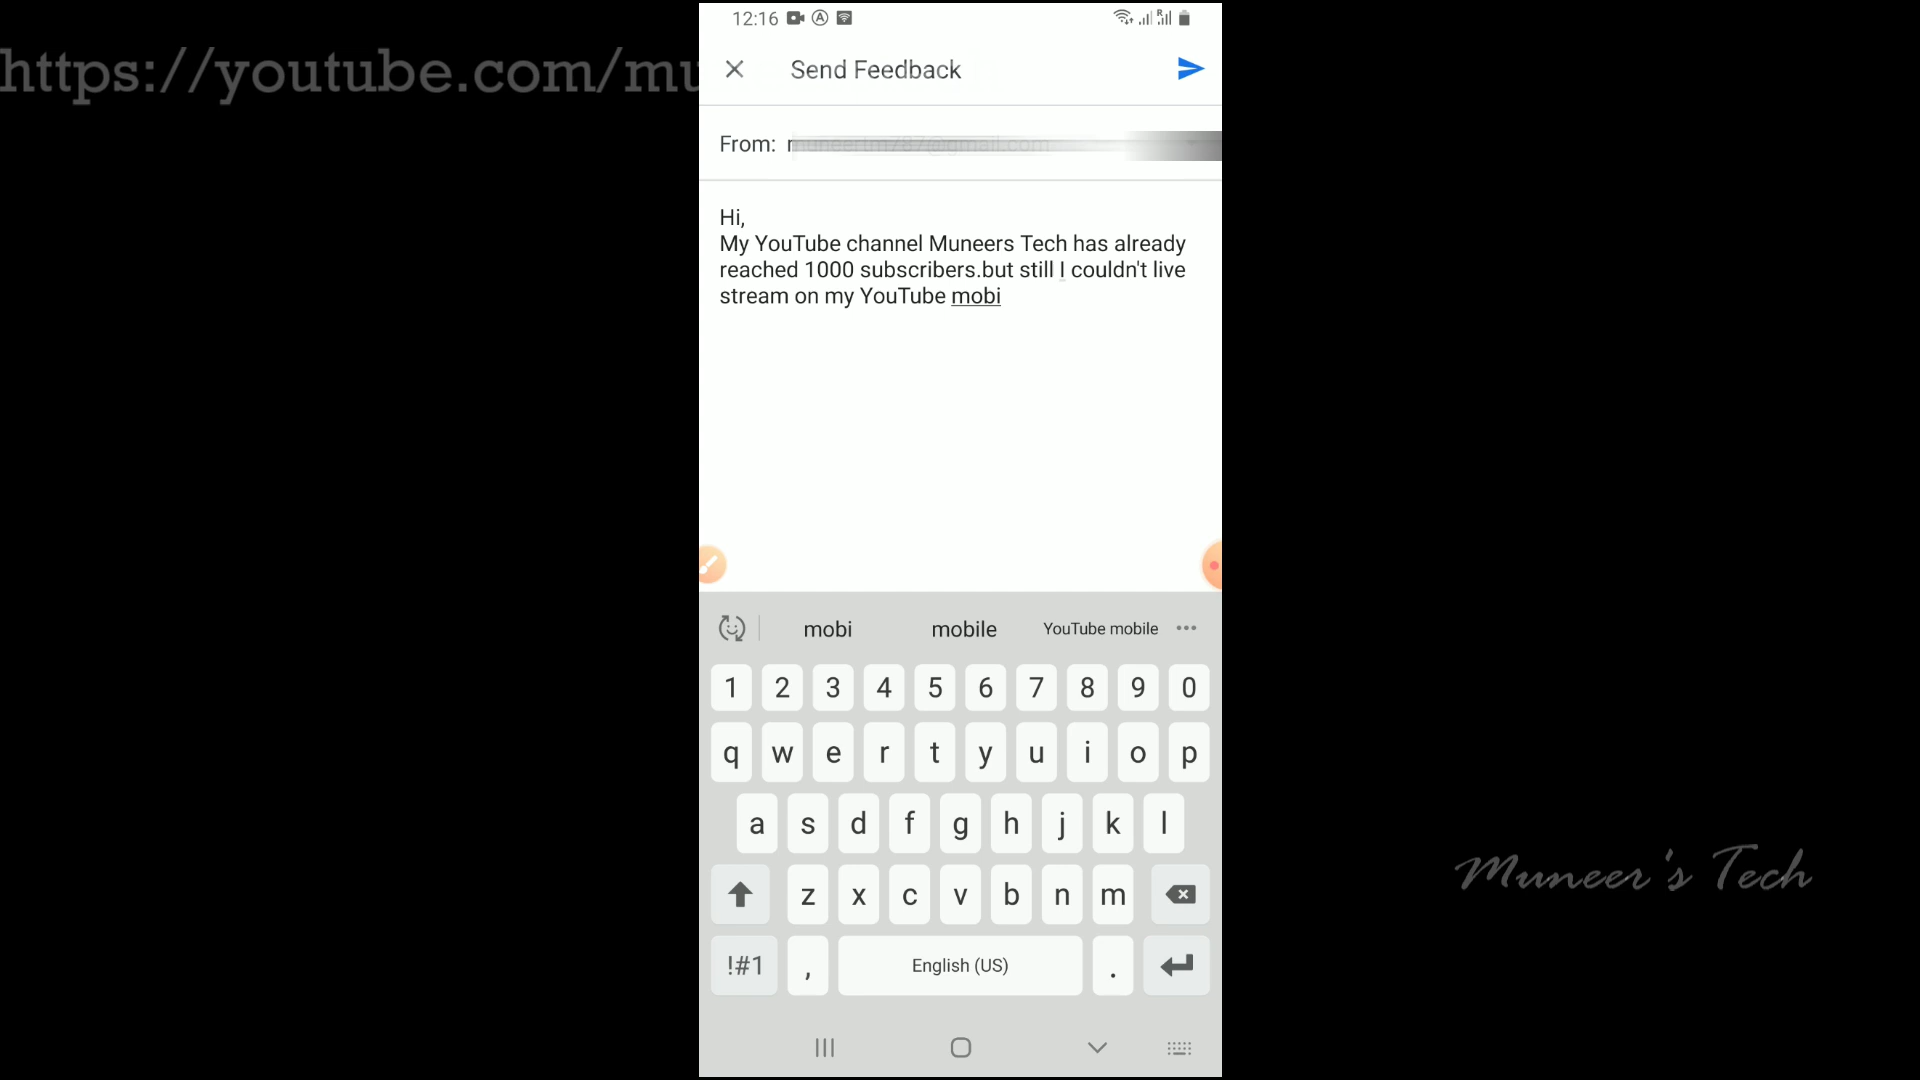 https://youtube.com/mu
12:16
Send Feedback
From:
Hi,
My YouTube channel Muneers Tech has already
reached 1000 subscribers.but still I couldn't live
stream on my YouTube mobi
mobi mobile YouTube mobile
1 2 3 4 5 6 7 8 9 0
q w e r t y u i o p
a s d f g h j k l
z x c v b n m
!#1 , English (US) .
Muneer's Tech